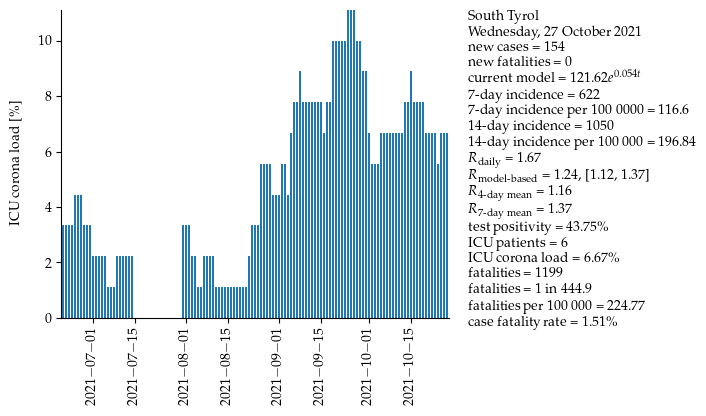 ICU corona load [%]
10
8
6
4
2
0
2021−07−01
2021−07−15
2021−08−01
2021−08−15
2021−09−01
2021−09−15
2021−10−01
2021−10−15
South Tyrol
Wednesday, 27 October 2021
new cases = 154
new fatalities = 0
current model = 121.62e^0.054t
7-day incidence = 622
7-day incidence per 100 0000 = 116.6
14-day incidence = 1050
14-day incidence per 100 000 = 196.84
R_daily = 1.67
R_model-based = 1.24, [1.12, 1.37]
R_4-day mean = 1.16
R_7-day mean = 1.37
test positivity = 43.75%
ICU patients = 6
ICU corona load = 6.67%
fatalities = 1199
fatalities = 1 in 444.9
fatalities per 100 000 = 224.77
case fatality rate = 1.51%